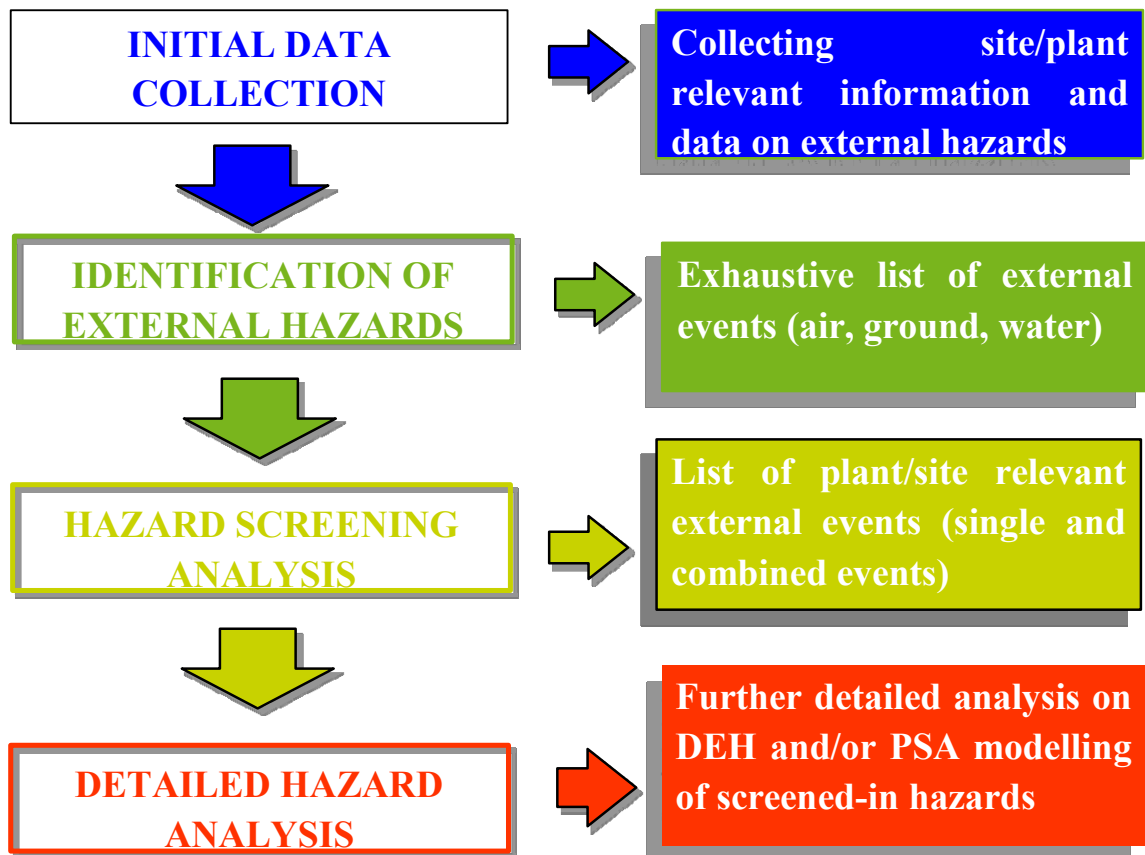 INITIAL DATA
COLLECTION
Collecting site/plant
relevant information and
data on external hazards
IDENTIFICATION OF
EXTERNAL HAZARDS
Exhaustive list of external
events (air, ground, water)
HAZARD SCREENING
ANALYSIS
List of plant/site relevant
external events (single and
combined events)
DETAILED HAZARD
ANALYSIS
Further detailed analysis on
DEH and/or PSA modelling
of screened-in hazards